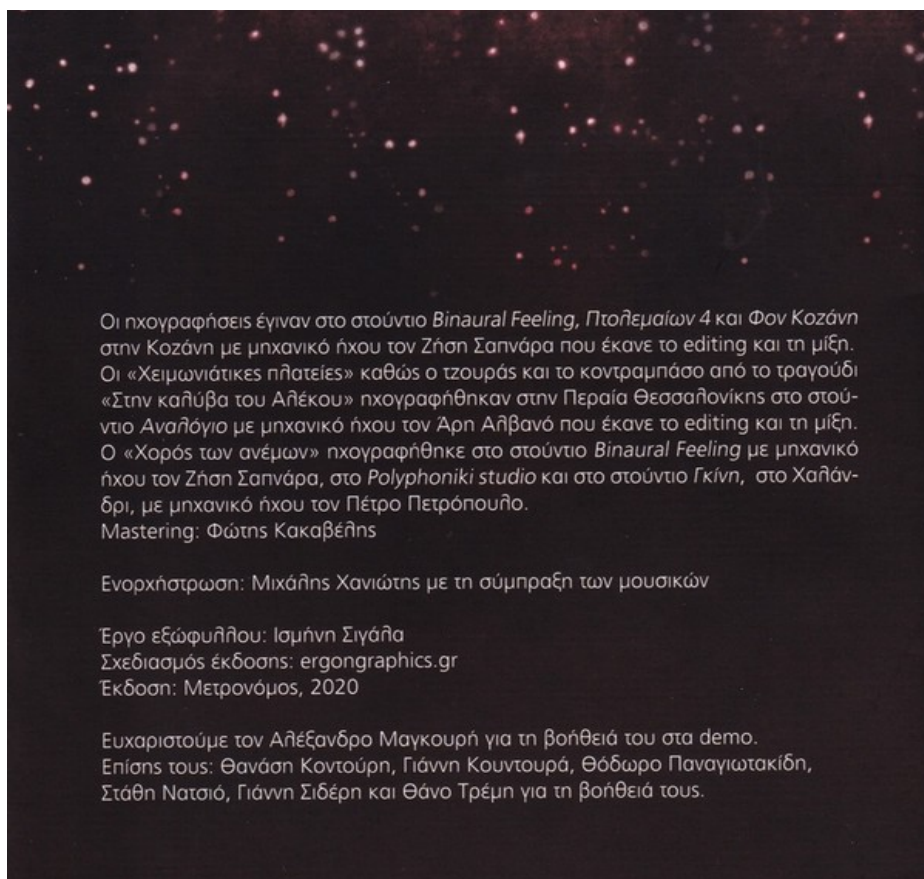 Οι ηχογραφήσεις έγιναν στο στούντιο Binaural Feeling, Πτολεμαίων 4 και Φον Κοζάνη
στην Κοζάνη με μηχανικό ήχου τον Ζήση Σαπνάρα που έκανε το editing και τη μίξη.
Οι «Χειμωνιάτικες πλατείες» καθώς ο τζουράς και το κοντραμπάσο από το τραγούδι
«Στην καλύβα του Αλέκου» ηχογραφήθηκαν στην Περαία Θεσσαλονίκης στο στού-
ντιο Αναλόγιο με μηχανικό ήχου τον Άρη Αλβανό που έκανε το editing και τη μίξη.
Ο «Χορός των ανέμων» ηχογραφήθηκε στο στούντιο Binaural Feeling με μηχανικό
ήχου τον Ζήση Σαπνάρα, στο Polyphoniki studio και στο στούντιο Γκίνη, στο Χαλάν-
δρι, με μηχανικό ήχου τον Πέτρο Πετρόπουλο.
Mastering: Φώτης Κακαβέλης
Ενορχήστρωση: Μιχάλης Χανιώτης με τη σύμπραξη των μουσικών
Έργο εξώφυλλου: Ισμήνη Σιγάλα
Σχεδιασμός έκδοσης: ergongraphics.gr
Έκδοση: Μετρονόμος, 2020
Ευχαριστούμε τον Αλέξανδρο Μαγκουρή για τη βοήθειά του στα demo.
Επίσης τους: Θανάση Κοντούρη, Γιάννη Κουντουρά, Θόδωρο Παναγιωτακίδη,
Στάθη Νατσιό, Γιάννη Σιδέρη και Θάνο Τρέμη για τη βοήθειά τους.